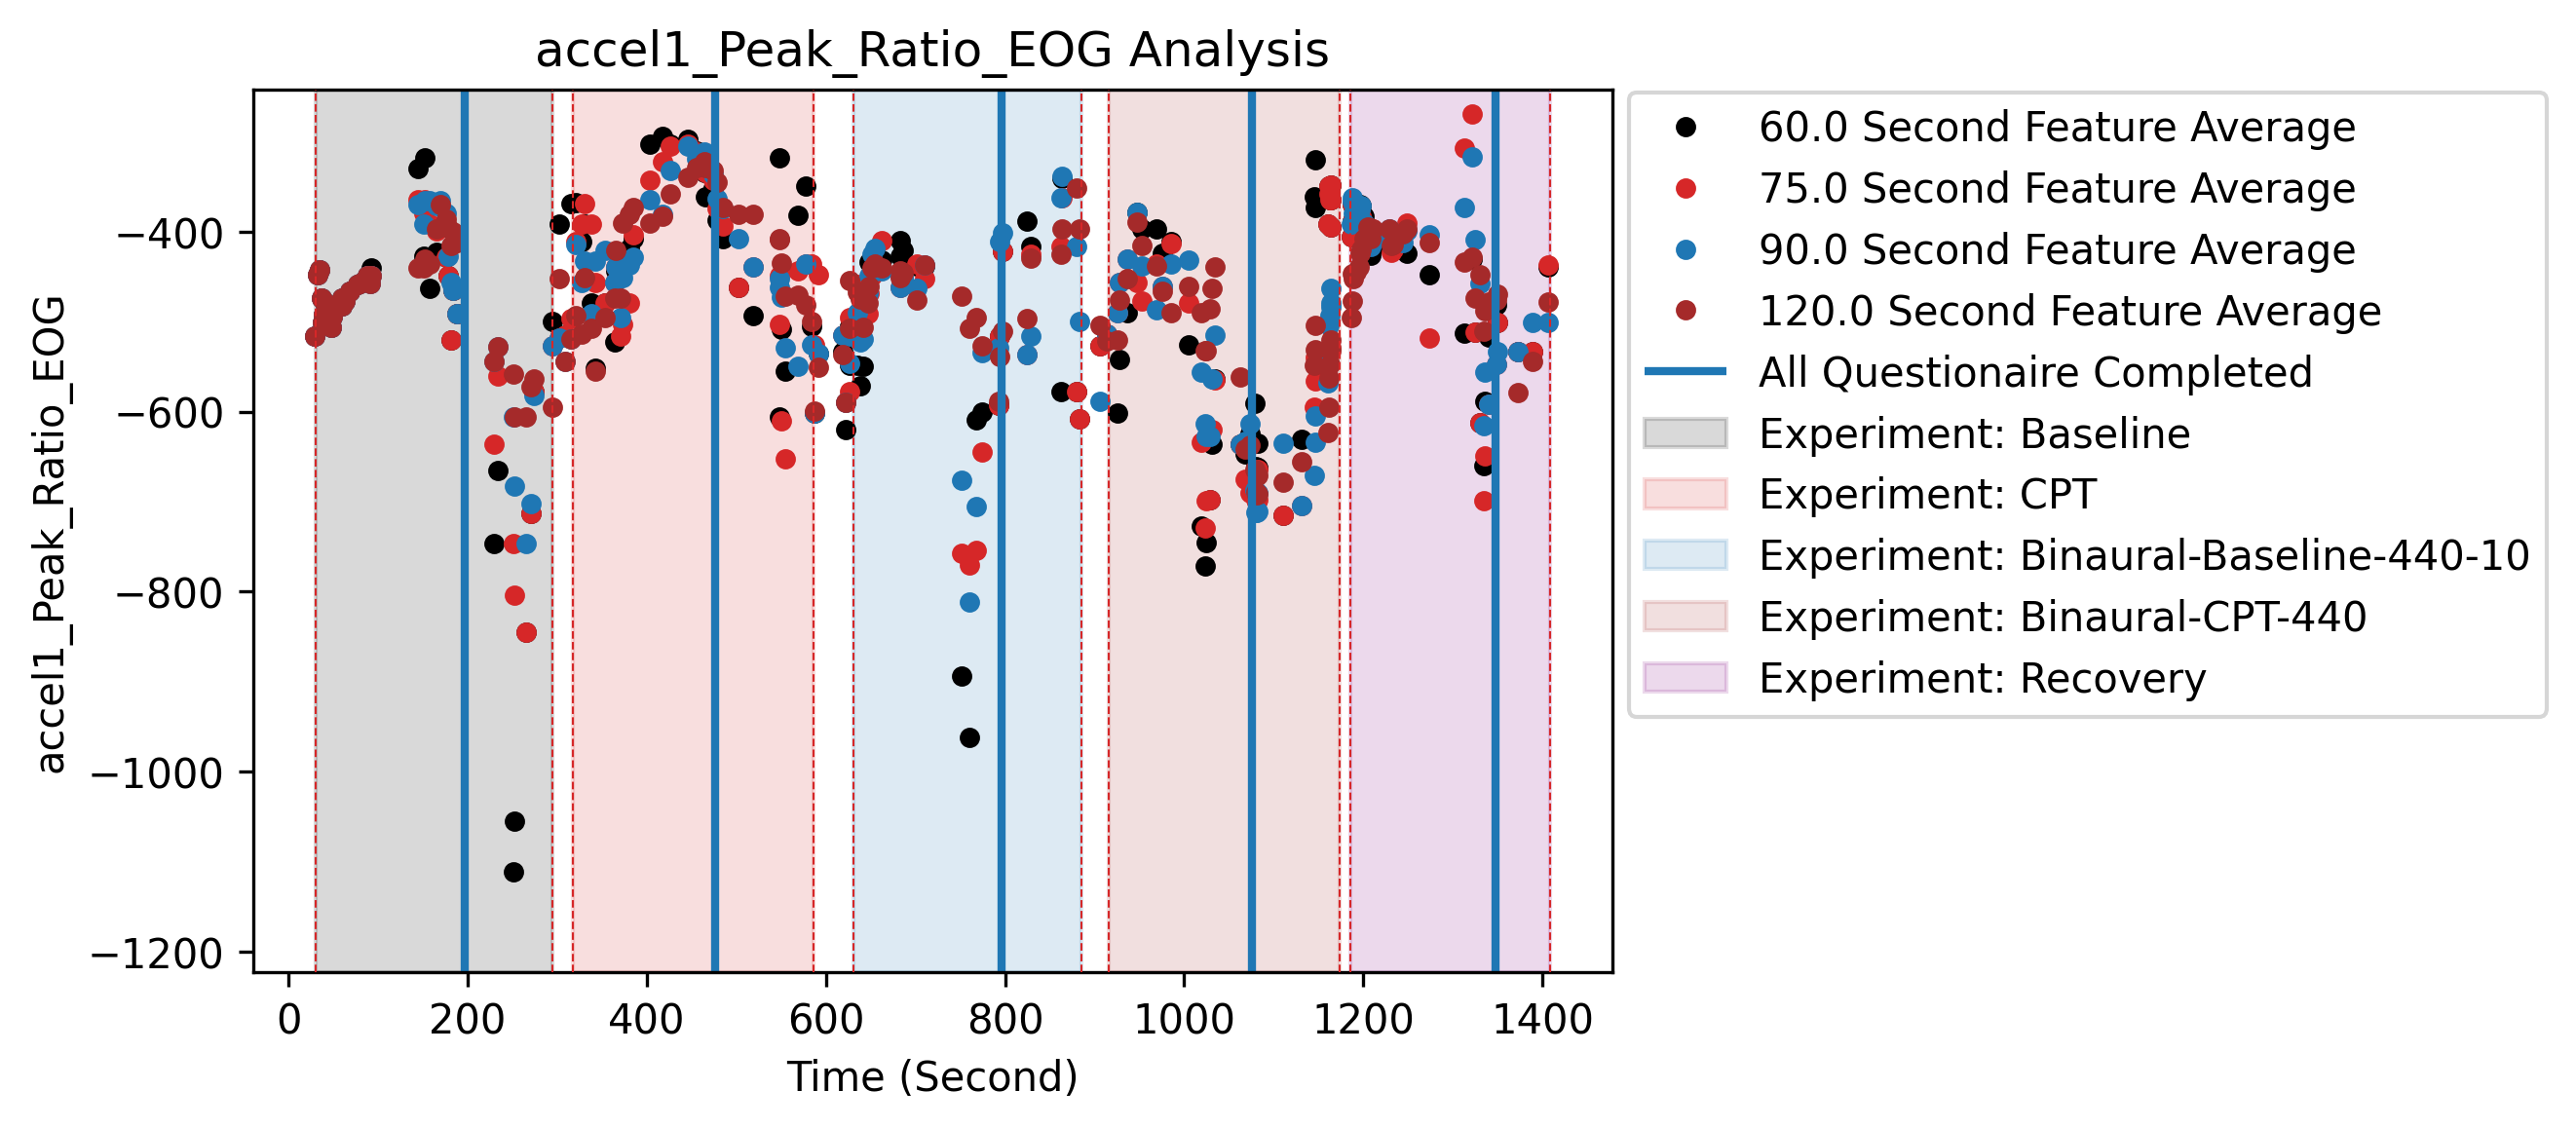 accel1_Peak_Ratio_EOG Analysis
accel1_Peak_Ratio_EOG
−400
−600
−800
−1000
−1200
0 200 400 600 800 1000 1200 1400
Time (Second)
60.0 Second Feature Average
75.0 Second Feature Average
90.0 Second Feature Average
120.0 Second Feature Average
All Questionaire Completed
Experiment: Baseline
Experiment: CPT
Experiment: Binaural-Baseline-440-10
Experiment: Binaural-CPT-440
Experiment: Recovery